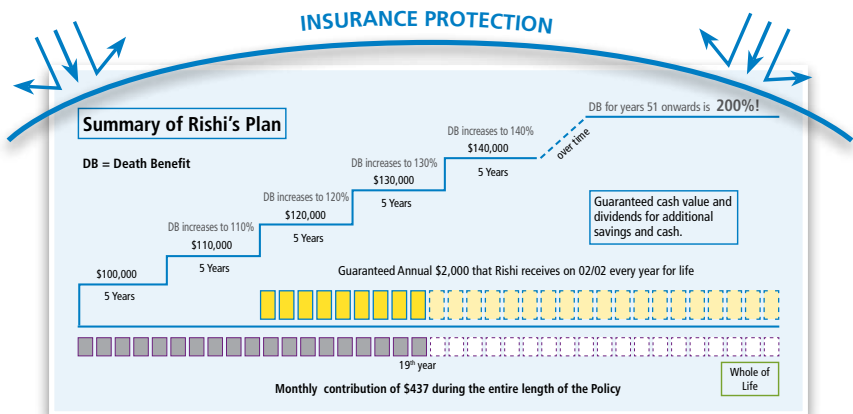 INSURANCE PROTECTION
Summary of Rishi's Plan
DB = Death Benefit
$100,000
5 Years
DB increases to 110%
$110,000
5 Years
DB increases to 120%
$120,000
5 Years
DB increases to 130%
$130,000
5 Years
DB increases to 140%
$140,000
5 Years
over time
DB for years 51 onwards is 200%!
Guaranteed cash value and
dividends for additional
savings and cash.
Guaranteed Annual $2,000 that Rishi receives on 02/02 every year for life
19th year
Monthly contribution of $437 during the entire length of the Policy
Whole of
Life